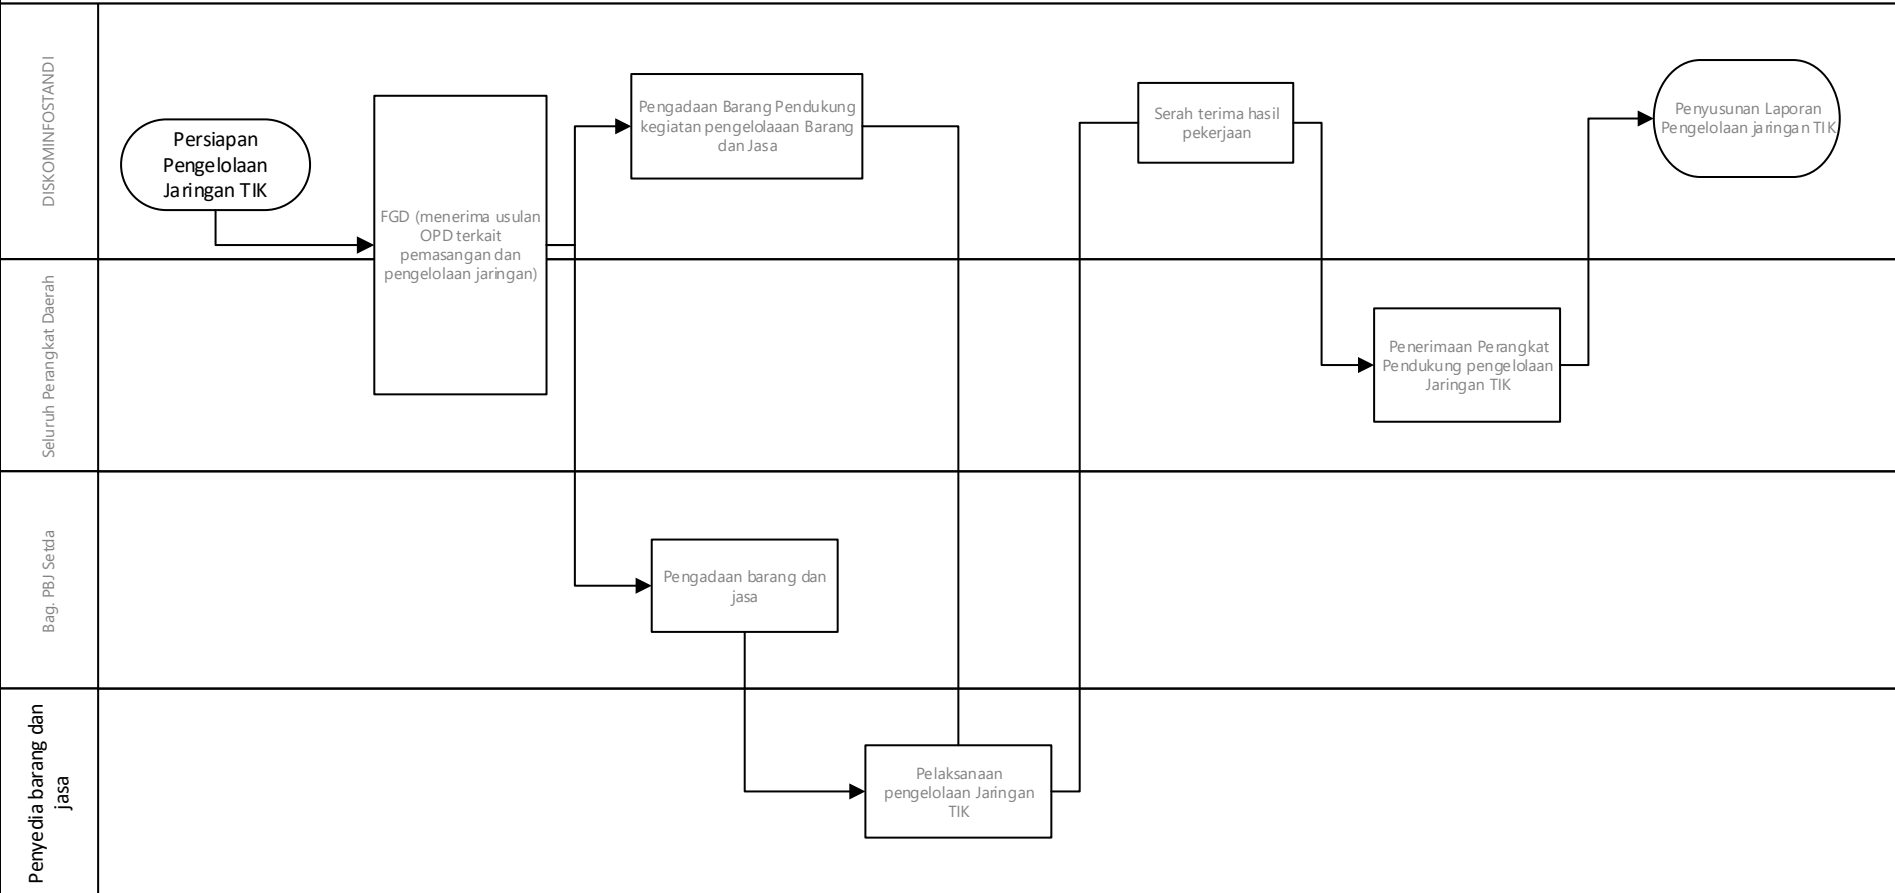 DISKOMINFOSTANDI
Persiapan
Pengelolaan
Jaringan TIK
FGD (menerima usulan
OPD terkait
pemasangan dan
pengelolaan jaringan)
Pengadaan Barang Pendukung
kegiatan pengelolaaan Barang
dan Jasa
Serah terima hasil
pekerjaan
Penyusunan Laporan
Pengelolaan jaringan TIK
Seluruh Perangkat Daerah
Penerimaan Perangkat
Pendukung pengelolaan
Jaringan TIK
Bag. PBJ Setda
Pengadaan barang dan
jasa
Penyedia barang dan
jasa
Pelaksanaan
pengelolaan Jaringan
TIK